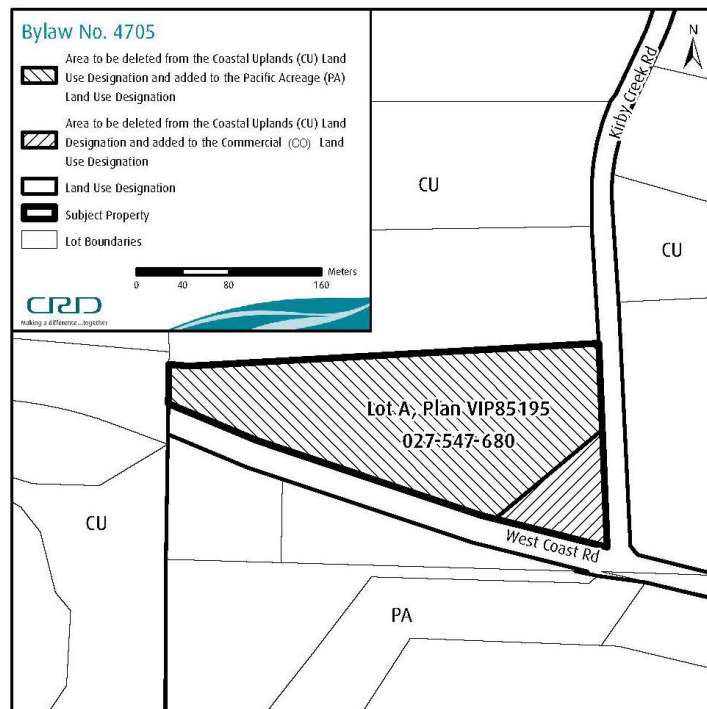 Bylaw No. 4705
Area to be deleted from the Coastal Uplands (CU) Land
Use Designation and added to the Pacific Acreage (PA)
Land Use Designation
Area to be deleted from the Coastal Uplands (CU) Land
Designation and added to the Commercial (CO) Land
Use Designation
Land Use Designation
Subject Property
Lot Boundaries
Meters
0 40 80 160
CRD
Making a difference...together
N
Kirby Creek Rd
CU
CU
Lot A, Plan VIP85195
027-547-680
West Coast Rd
CU
PA